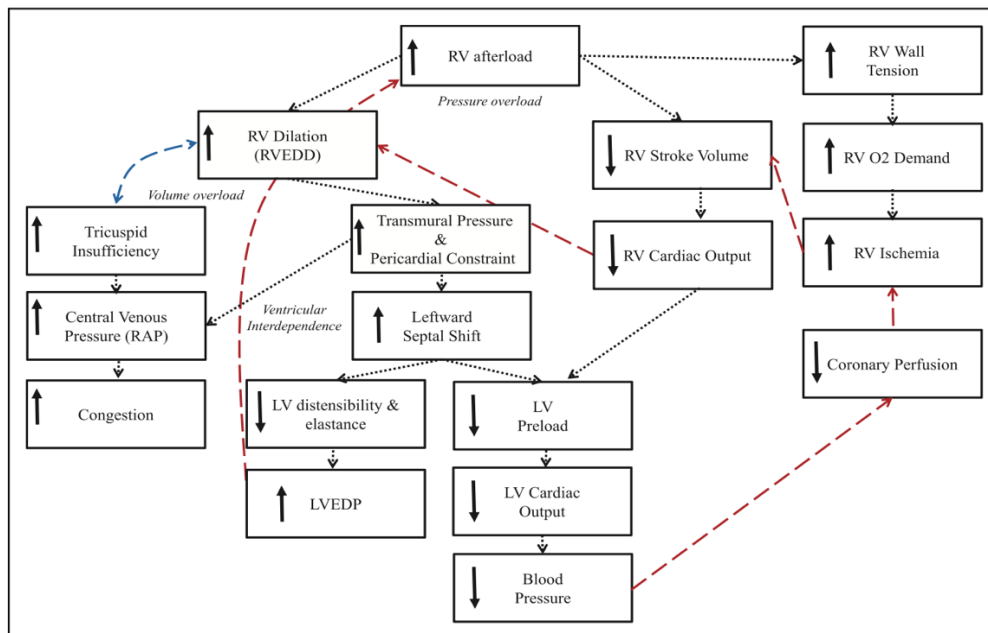 RV afterload
Pressure overload
RV Wall
Tension
RV Dilation
(RVEDD)
RV Stroke Volume
RV O2 Demand
Volume overload
Tricuspid
Insufficiency
Transmural Pressure
&
Pericardial Constraint
RV Cardiac Output
RV Ischemia
Central Venous
Pressure (RAP)
Ventricular
Interdependence
Leftward
Septal Shift
Coronary Perfusion
Congestion
LV distensibility &
elastance
LV
Preload
LVEDP
LV Cardiac
Output
Blood
Pressure